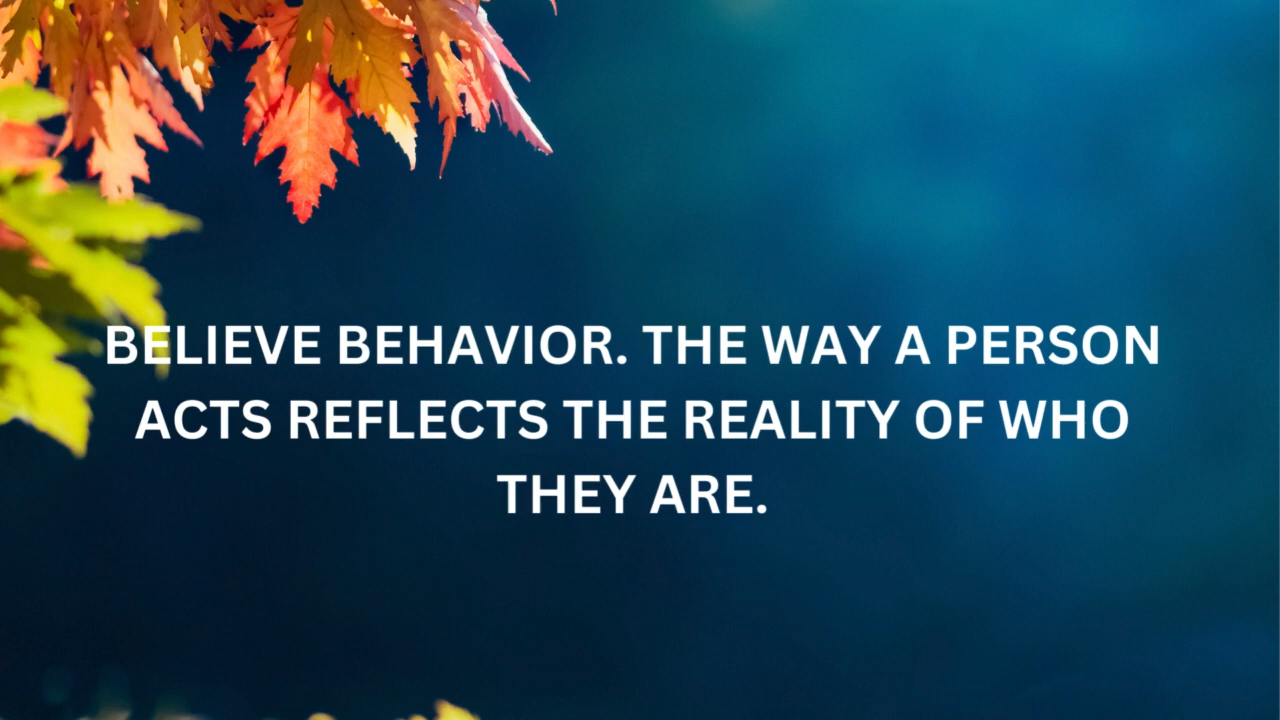 BELIEVE BEHAVIOR. THE WAY A PERSON
ACTS REFLECTS THE REALITY OF WHO
THEY ARE.